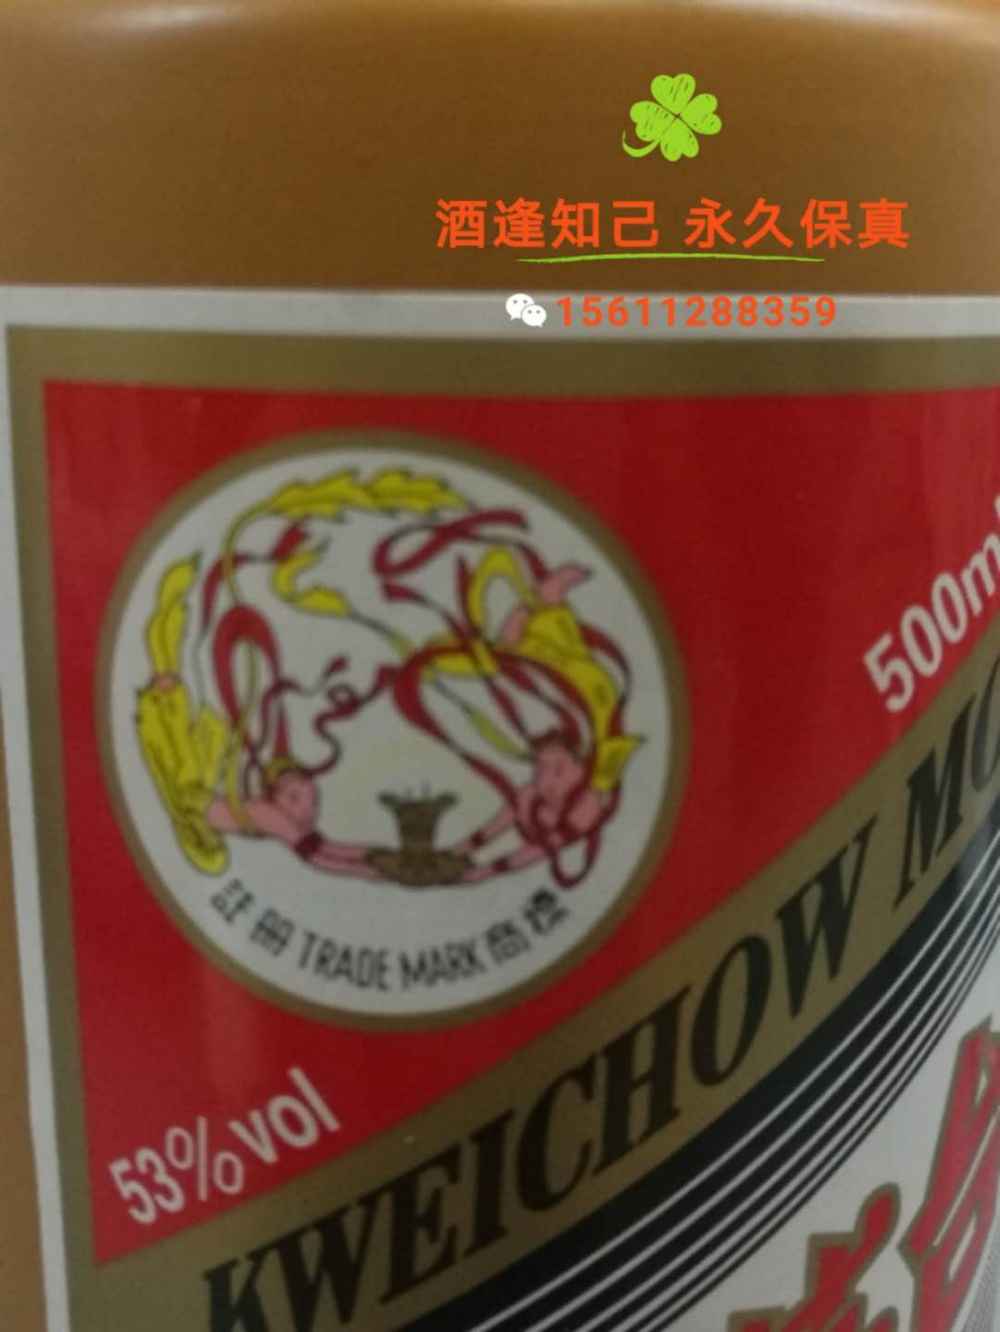 酒逢知己 永久保真
15611288359
500m
註冊 TRADE MARK 商標
53%vol
KWEICHOW MO